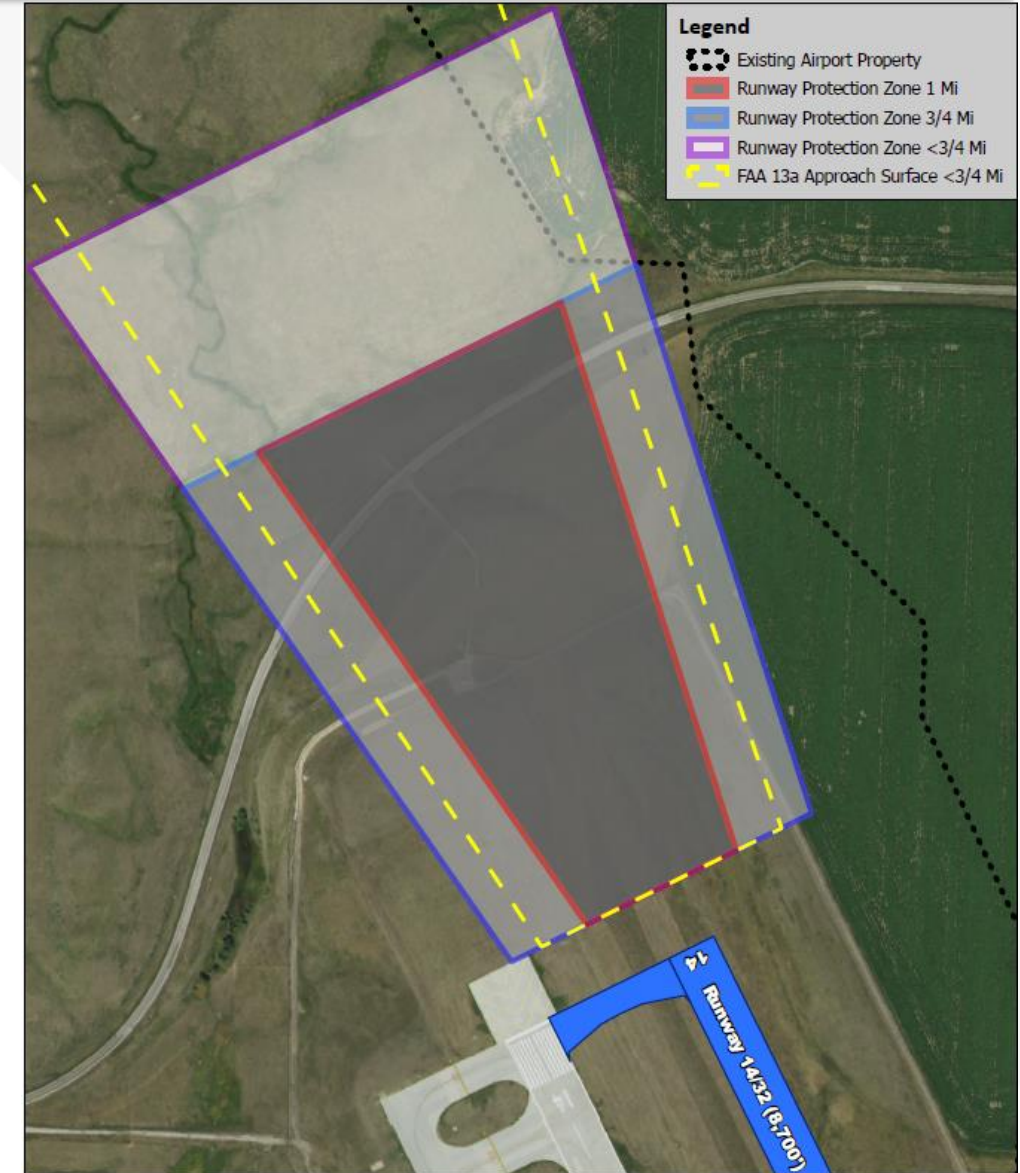 Legend
Existing Airport Property
Runway Protection Zone 1 Mi
Runway Protection Zone 3/4 Mi
Runway Protection Zone <3/4 Mi
FAA 13a Approach Surface <3/4 Mi
14
Runway 14/32 (8,700')